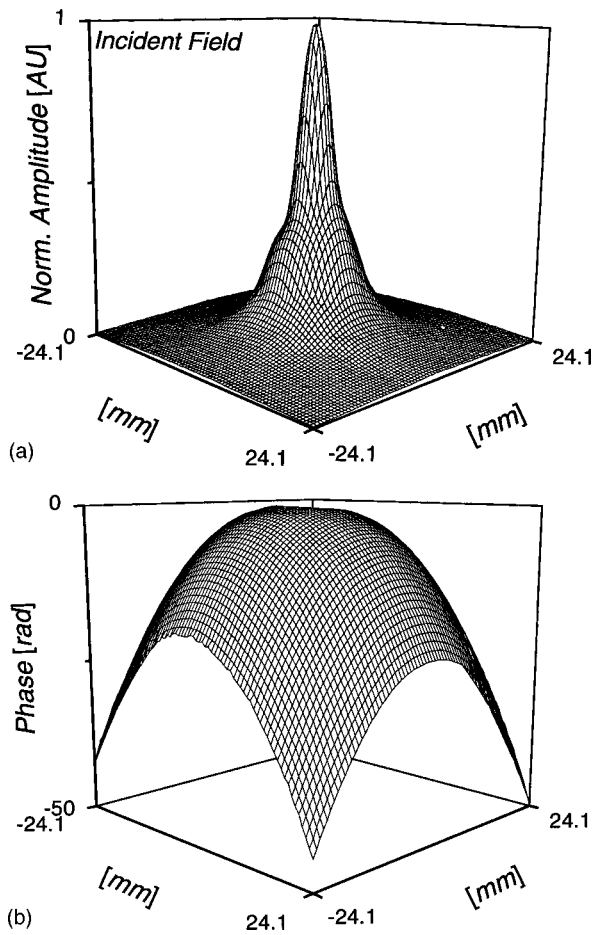 1
Incident Field
Norm. Amplitude [AU]
0
-24.1
24.1
[mm]
[mm]
(a)
24.1
-24.1
0
Phase [rad]
-50
-24.1
24.1
[mm]
[mm]
(b)
24.1
-24.1